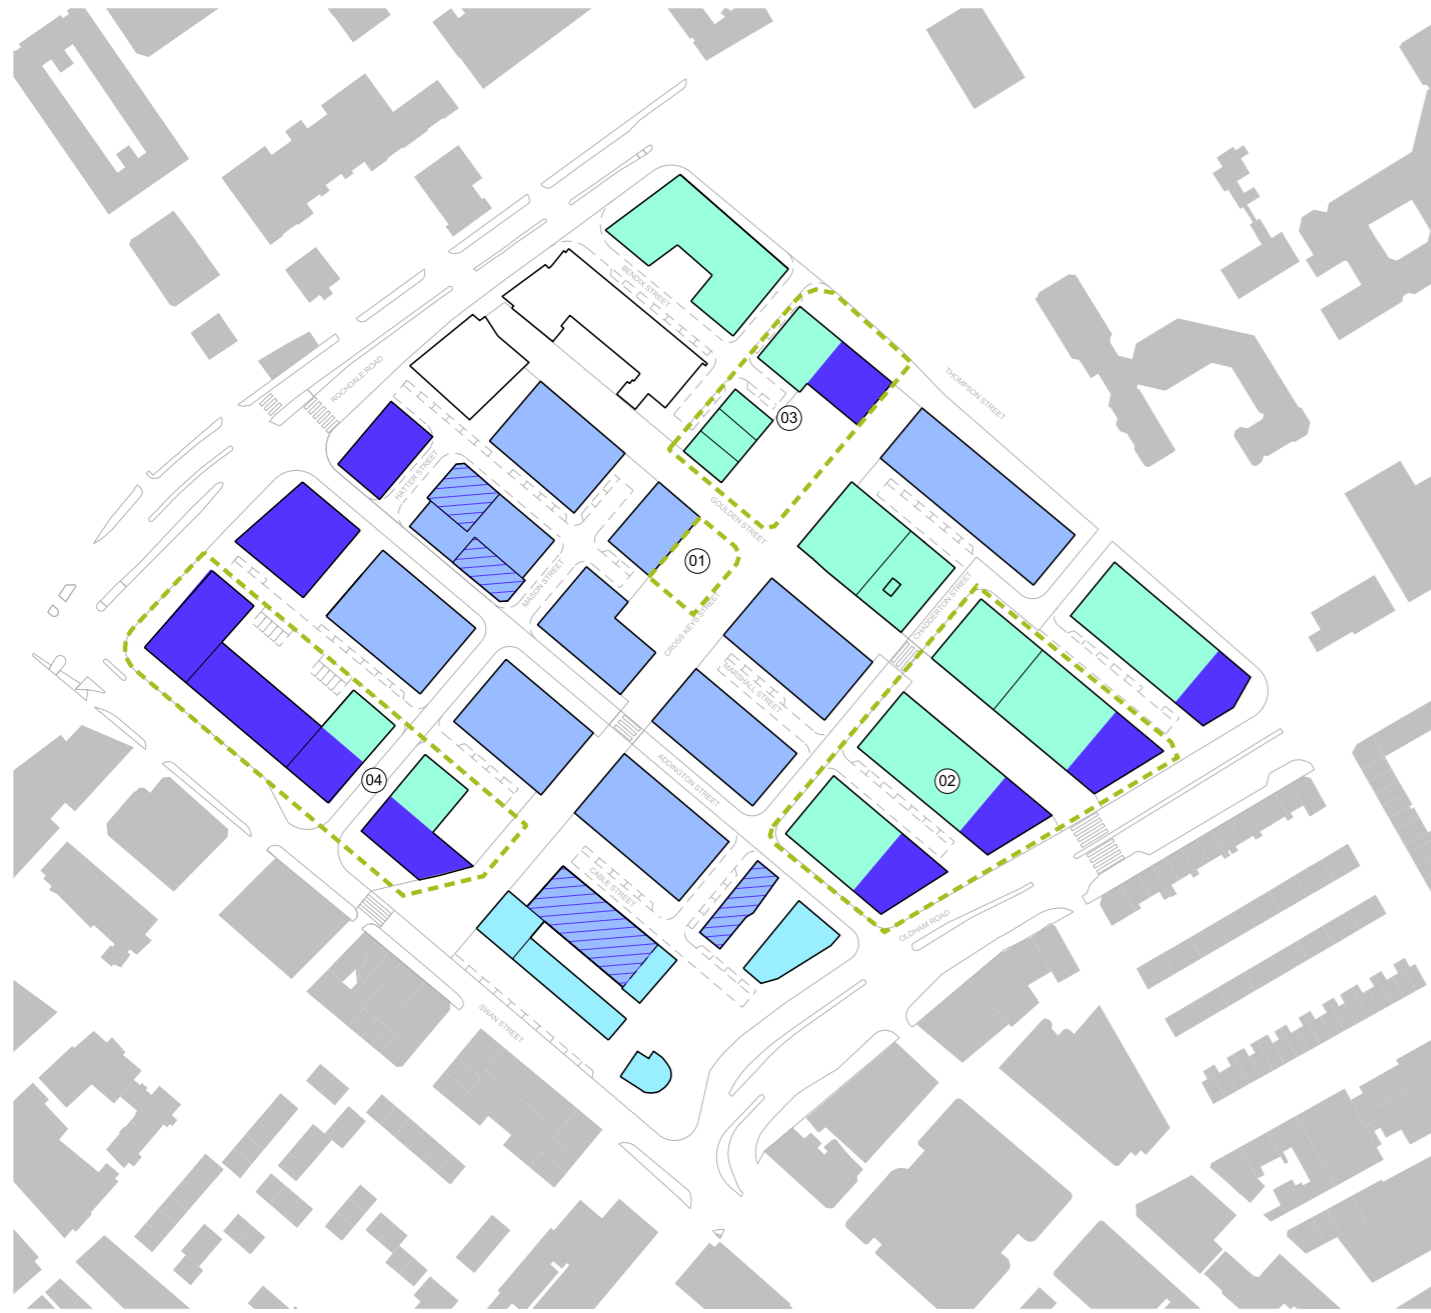 BENDIX STREET
ROCHDALE ROAD
THOMPSON STREET
03
HATTER STREET
GOULDEN STREET
01
MASON STREET
CHADDERTON STREET
CROSS KEYS STREET
MARSHALL STREET
04
ADDINGTON STREET
02
CABLE STREET
OLDHAM ROAD
SWAN STREET